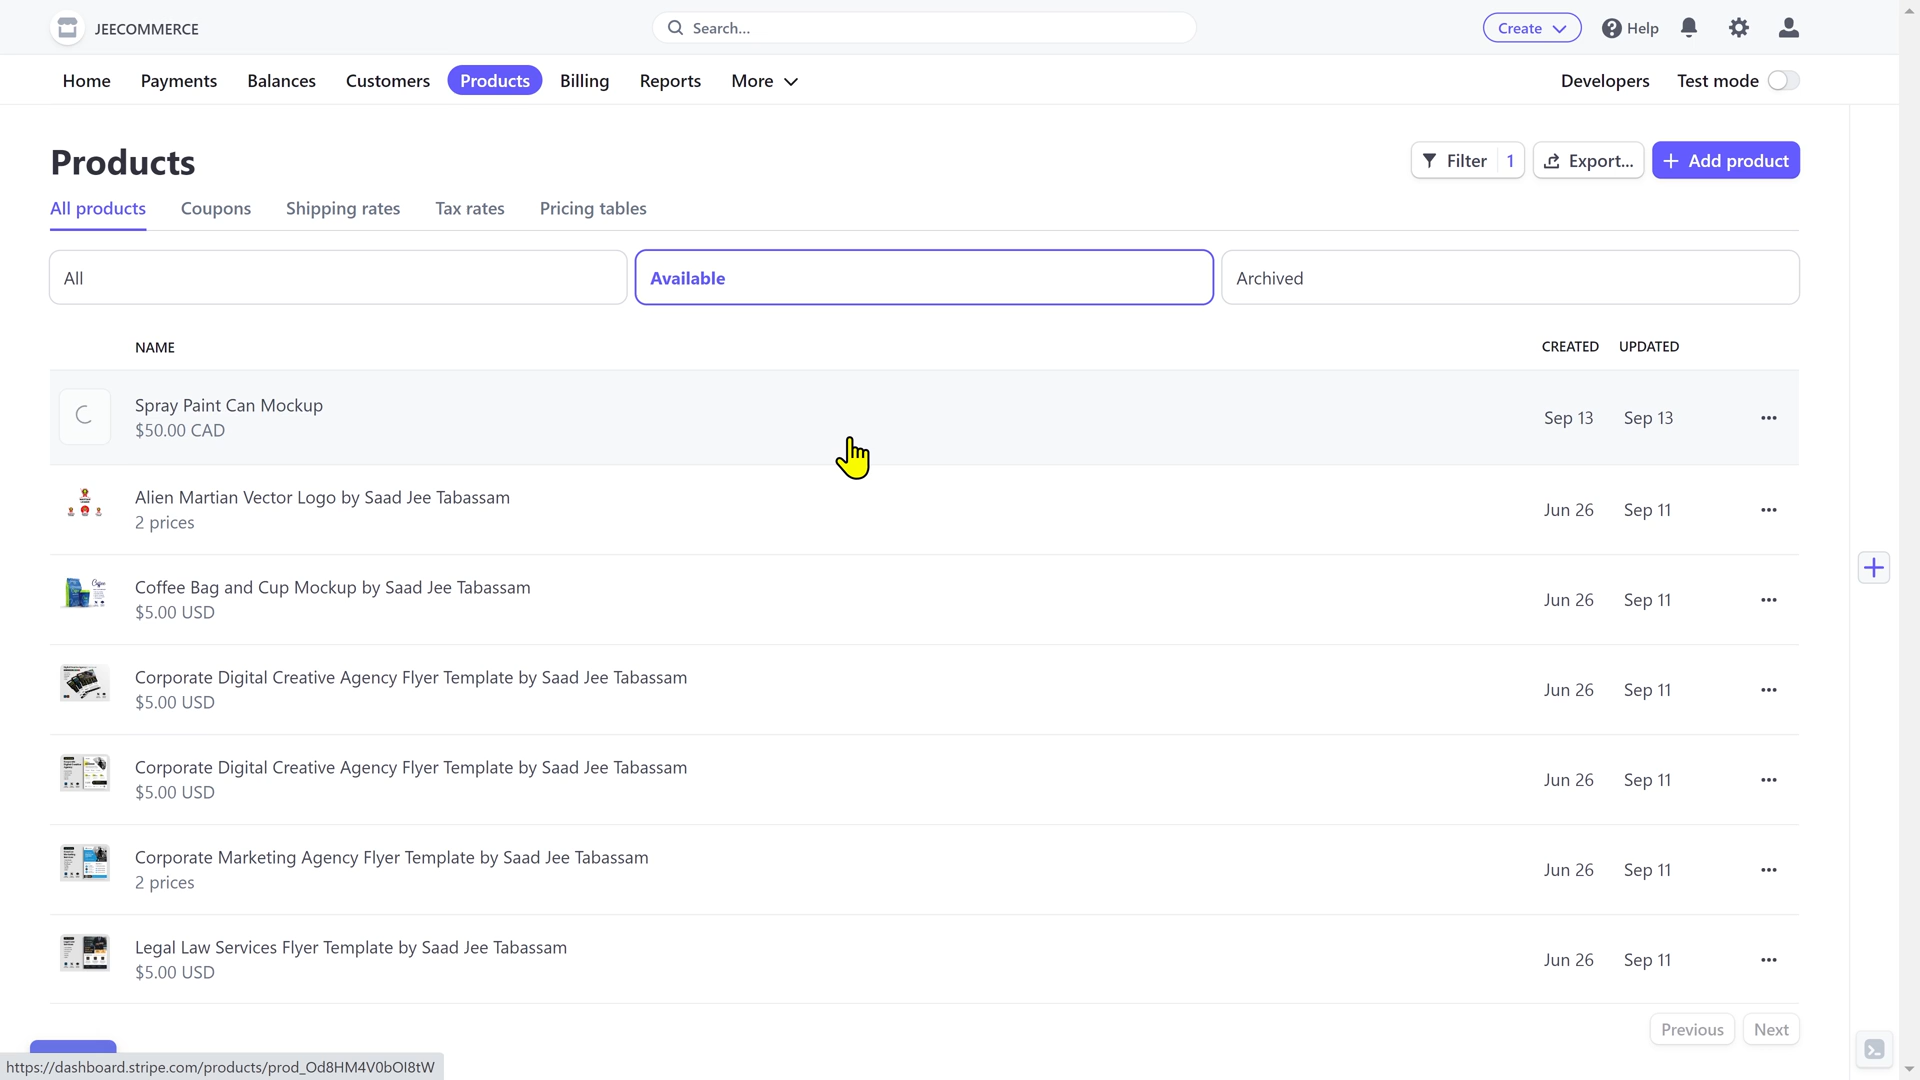 JEECOMMERCE
Search...
Create
Help
Home
Payments
Balances
Customers
Products
Billing
Reports
More
Developers
Test mode
Products
Filter 1
Export...
Add product
All products
Coupons
Shipping rates
Tax rates
Pricing tables
All
Available
Archived
NAME
CREATED
UPDATED
Spray Paint Can Mockup
$50.00 CAD
Sep 13
Sep 13
Alien Martian Vector Logo by Saad Jee Tabassam
2 prices
Jun 26
Sep 11
Coffee Bag and Cup Mockup by Saad Jee Tabassam
$5.00 USD
Jun 26
Sep 11
Corporate Digital Creative Agency Flyer Template by Saad Jee Tabassam
$5.00 USD
Jun 26
Sep 11
Corporate Digital Creative Agency Flyer Template by Saad Jee Tabassam
$5.00 USD
Jun 26
Sep 11
Corporate Marketing Agency Flyer Template by Saad Jee Tabassam
2 prices
Jun 26
Sep 11
Legal Law Services Flyer Template by Saad Jee Tabassam
$5.00 USD
Jun 26
Sep 11
Previous
Next
https://dashboard.stripe.com/products/prod_Od8HM4V0bOI8tW